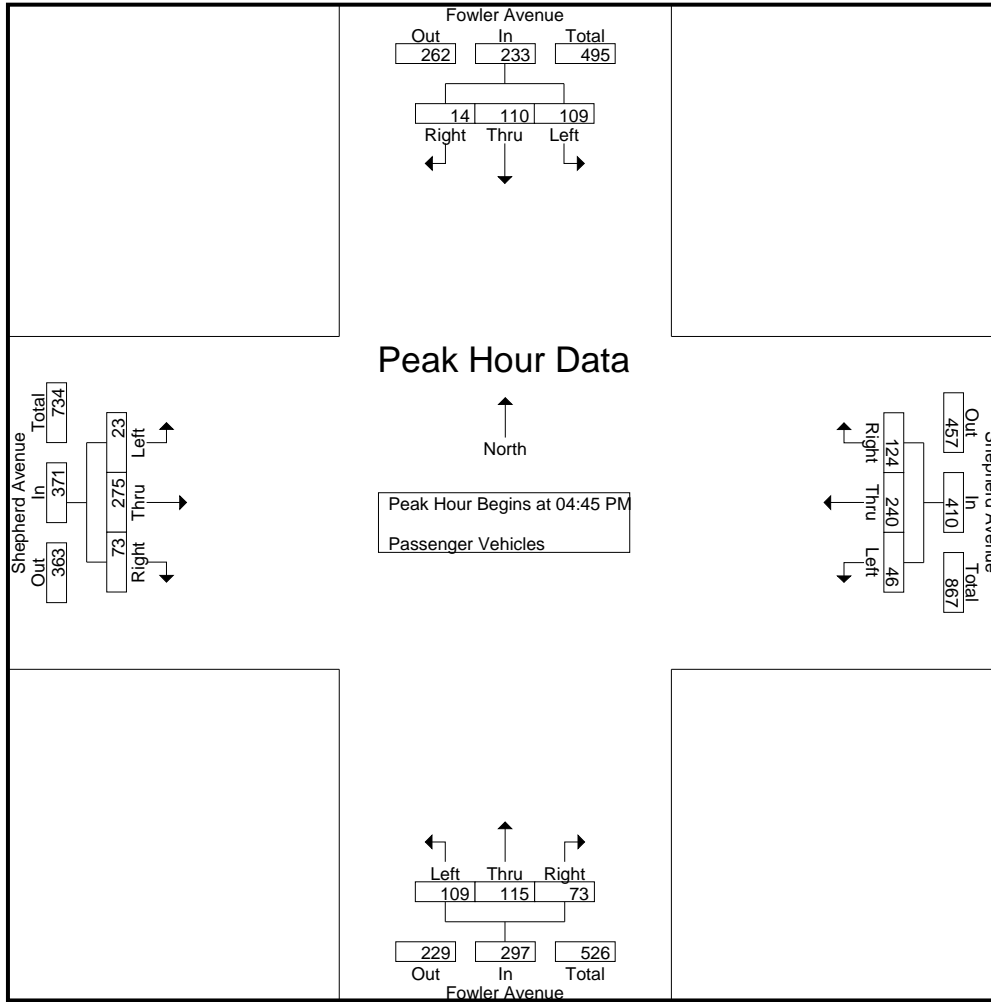 Fowler Avenue
Out In Total
262 233 495
14 110 109
Right Thru Left
Peak Hour Data
North
Peak Hour Begins at 04:45 PM
Passenger Vehicles
Shepherd Avenue
Total In Out
734 371 363
23 275 73
Left Thru Right
Shepherd Avenue
Out In Total
457 410 867
124 240 46
Right Thru Left
Left Thru Right
109 115 73
229 297 526
Out In Total
Fowler Avenue